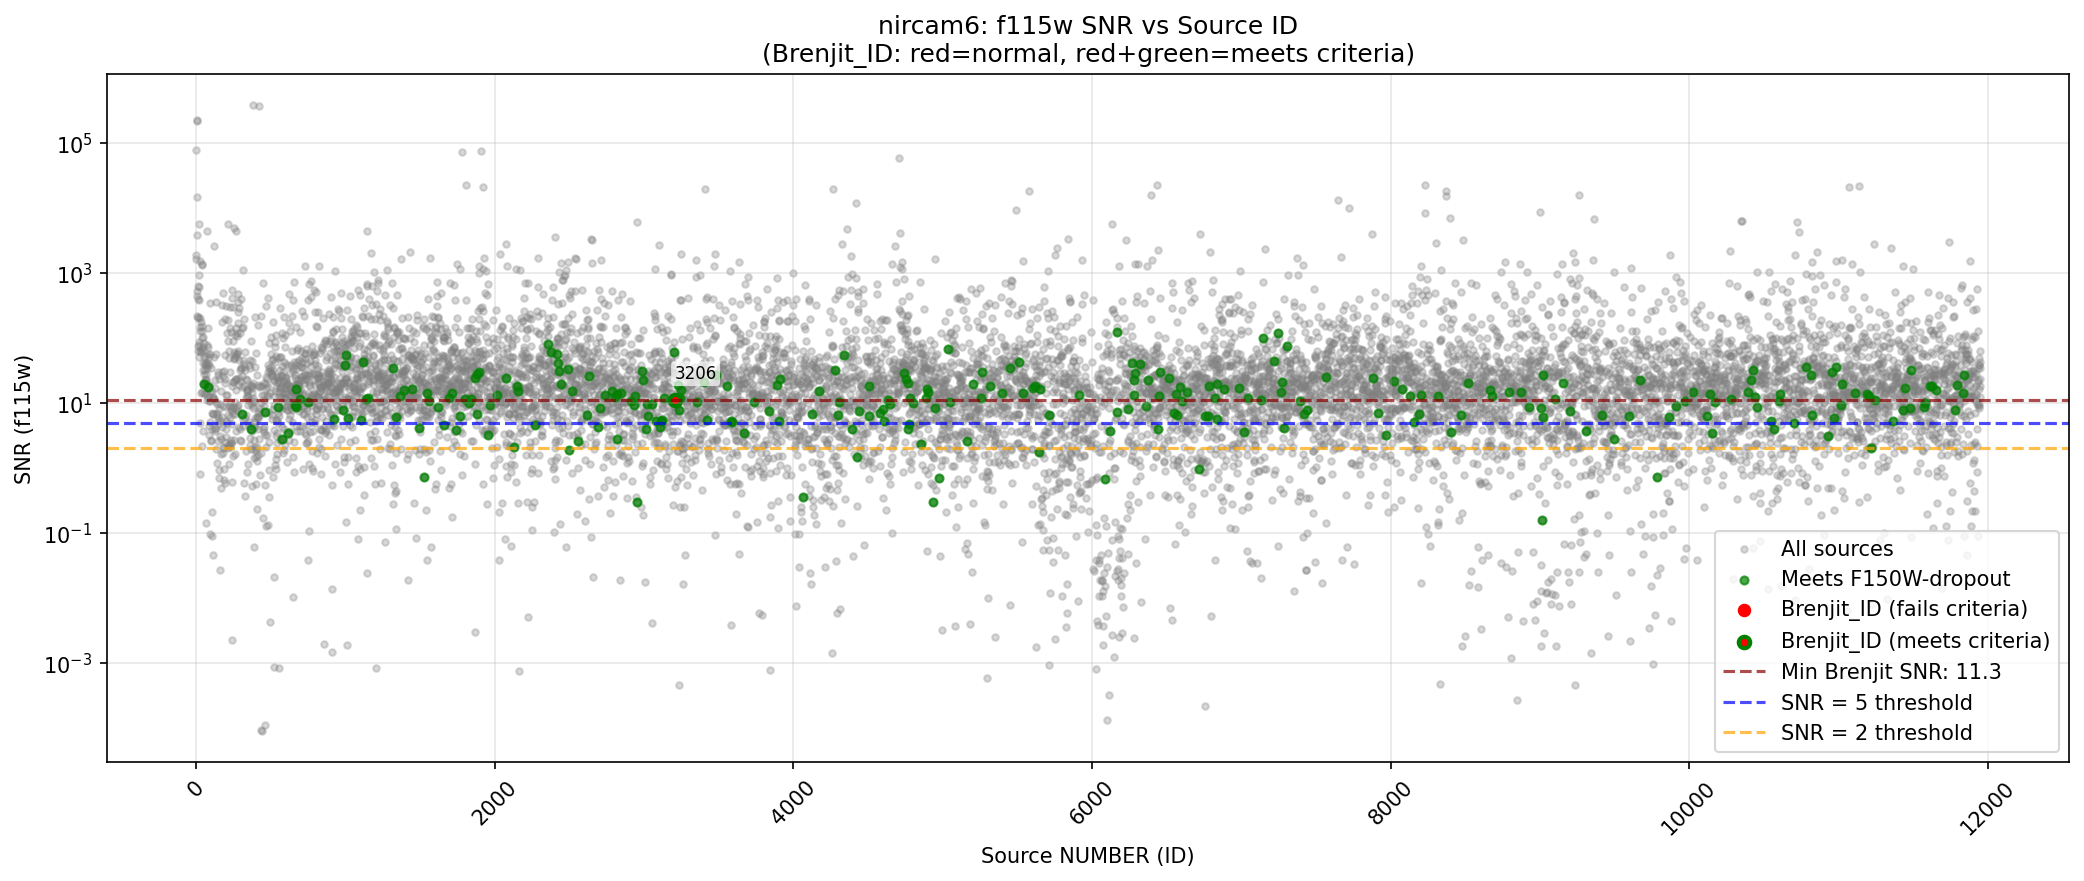 nircam6: f115w SNR vs Source ID
(Brenjit_ID: red=normal, red+green=meets criteria)
SNR (f115w)
10^5
10^3
10^1
10^-1
10^-3
3206
All sources
Meets F150W-dropout
Brenjit_ID (fails criteria)
Brenjit_ID (meets criteria)
Min Brenjit SNR: 11.3
SNR = 5 threshold
SNR = 2 threshold
0
2000
4000
6000
8000
10000
12000
Source NUMBER (ID)